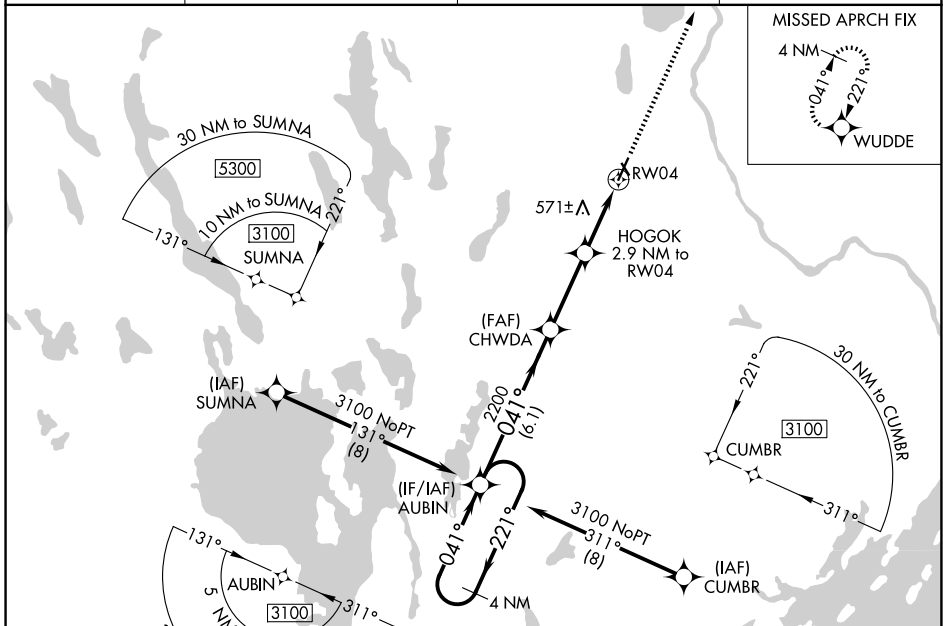 MISSED APRCH FIX
4 NM
041°
221°
WUDDE
30 NM to SUMNA
5300
10 NM to SUMNA
3100
131°
221°
SUMNA
RW04
571±
HOGOK
2.9 NM to
RW04
(FAF)
CHWDA
(IAF)
SUMNA
3100 NoPT
131°
(8)
2200
041°
(6.1)
(IF/IAF)
AUBIN
041°
221°
4 NM
3100 NoPT
311°
(8)
(IAF)
CUMBR
30 NM to CUMBR
221°
3100
CUMBR
311°
131°
AUBIN
311°
5 NM
3100